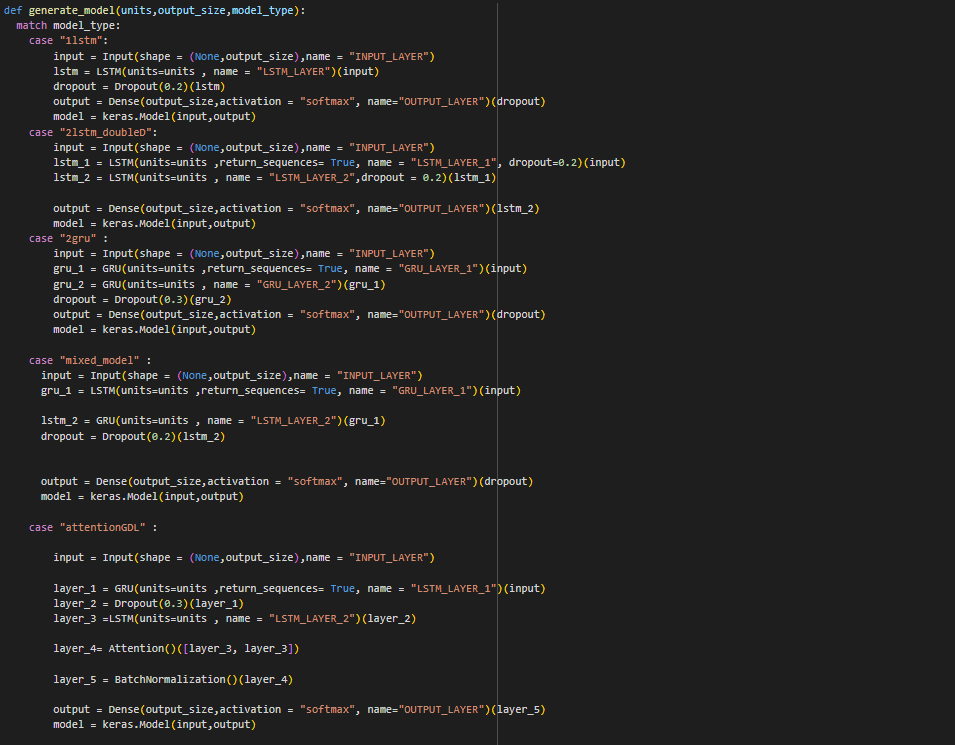 def generate_model(units,output_size,model_type):
  match model_type:
    case "1lstm":
        input = Input(shape = (None,output_size),name = "INPUT_LAYER")
        lstm = LSTM(units=units , name = "LSTM_LAYER")(input)
        dropout = Dropout(0.2)(lstm)
        output = Dense(output_size,activation = "softmax", name="OUTPUT_LAYER")(dropout)
        model = keras.Model(input,output)
    case "2lstm_doubleD":
        input = Input(shape = (None,output_size),name = "INPUT_LAYER")
        lstm_1 = LSTM(units=units ,return_sequences= True, name = "LSTM_LAYER_1", dropout=0.2)(input)
        lstm_2 = LSTM(units=units , name = "LSTM_LAYER_2",dropout = 0.2)(lstm_1)
        output = Dense(output_size,activation = "softmax", name="OUTPUT_LAYER")(lstm_2)
        model = keras.Model(input,output)
    case "2gru" :
        input = Input(shape = (None,output_size),name = "INPUT_LAYER")
        gru_1 = GRU(units=units ,return_sequences= True, name = "GRU_LAYER_1")(input)
        gru_2 = GRU(units=units , name = "GRU_LAYER_2")(gru_1)
        dropout = Dropout(0.3)(gru_2)
        output = Dense(output_size,activation = "softmax", name="OUTPUT_LAYER")(dropout)
        model = keras.Model(input,output)
    case "mixed_model" :
      input = Input(shape = (None,output_size),name = "INPUT_LAYER")
      gru_1 = LSTM(units=units ,return_sequences= True, name = "GRU_LAYER_1")(input)
      lstm_2 = GRU(units=units , name = "LSTM_LAYER_2")(gru_1)
      dropout = Dropout(0.2)(lstm_2)
      output = Dense(output_size,activation = "softmax", name="OUTPUT_LAYER")(dropout)
      model = keras.Model(input,output)
    case "attentionGDL" :
        input = Input(shape = (None,output_size),name = "INPUT_LAYER")
        layer_1 = GRU(units=units ,return_sequences= True, name = "LSTM_LAYER_1")(input)
        layer_2 = Dropout(0.3)(layer_1)
        layer_3 =LSTM(units=units , name = "LSTM_LAYER_2")(layer_2)
        layer_4= Attention()([layer_3, layer_3])
        layer_5 = BatchNormalization()(layer_4)
        output = Dense(output_size,activation = "softmax", name="OUTPUT_LAYER")(layer_5)
        model = keras.Model(input,output)